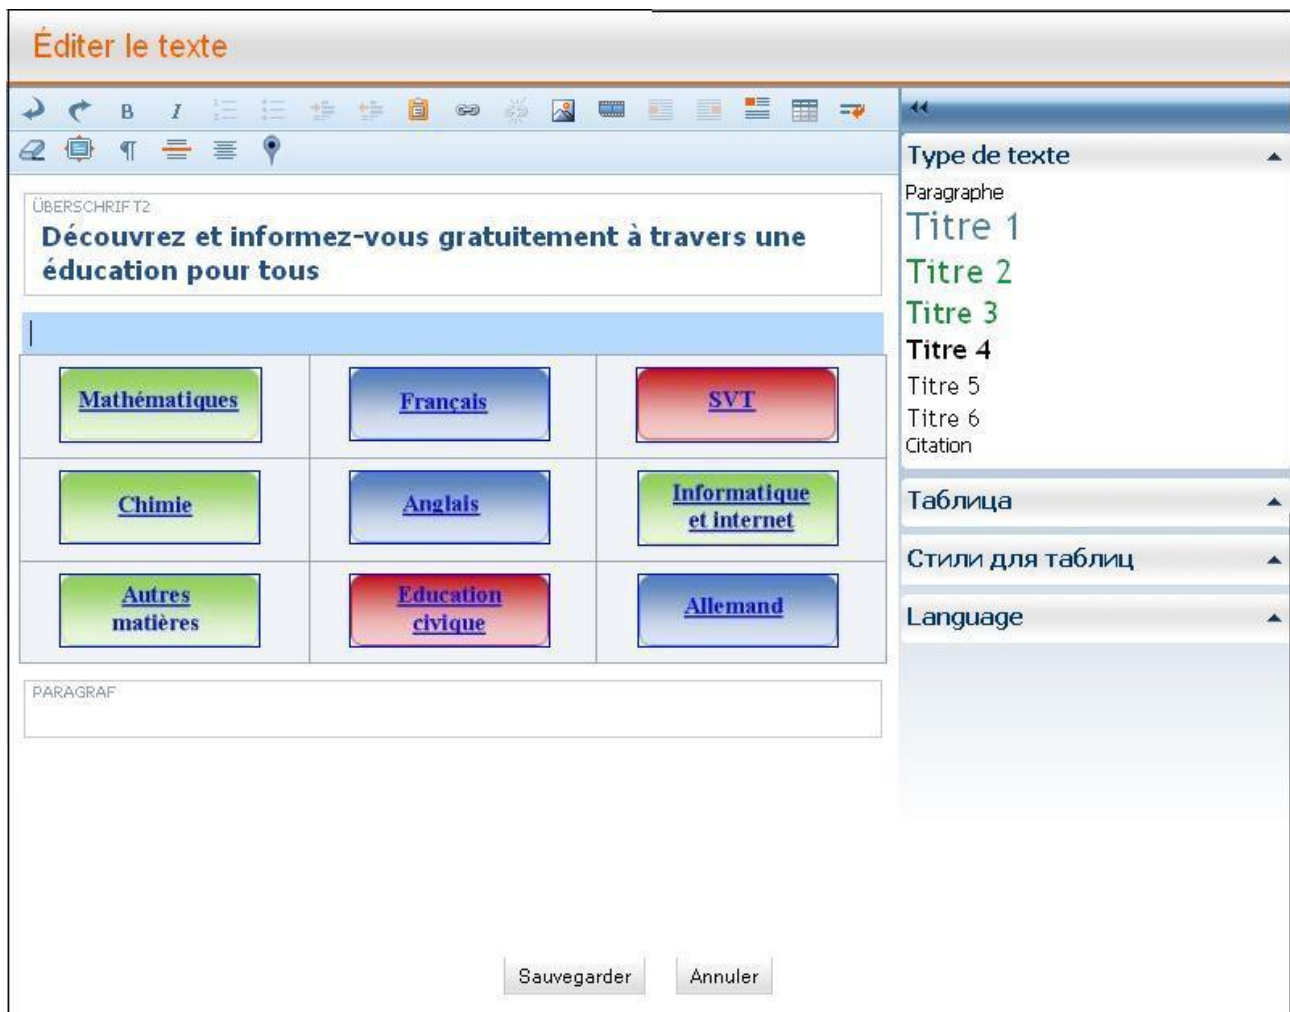 Éditer le texte
B I
Type de texte
Paragraphe
Titre 1
Titre 2
Titre 3
Titre 4
Titre 5
Titre 6
Citation
Таблица
Стили для таблиц
Language
ÜBERSCHRIFT2
Découvrez et informez-vous gratuitement à travers une
éducation pour tous
Mathématiques
Français
SVT
Chimie
Anglais
Informatique
et internet
Autres
matières
Education
civique
Allemand
PARAGRAF
Sauvegarder
Annuler